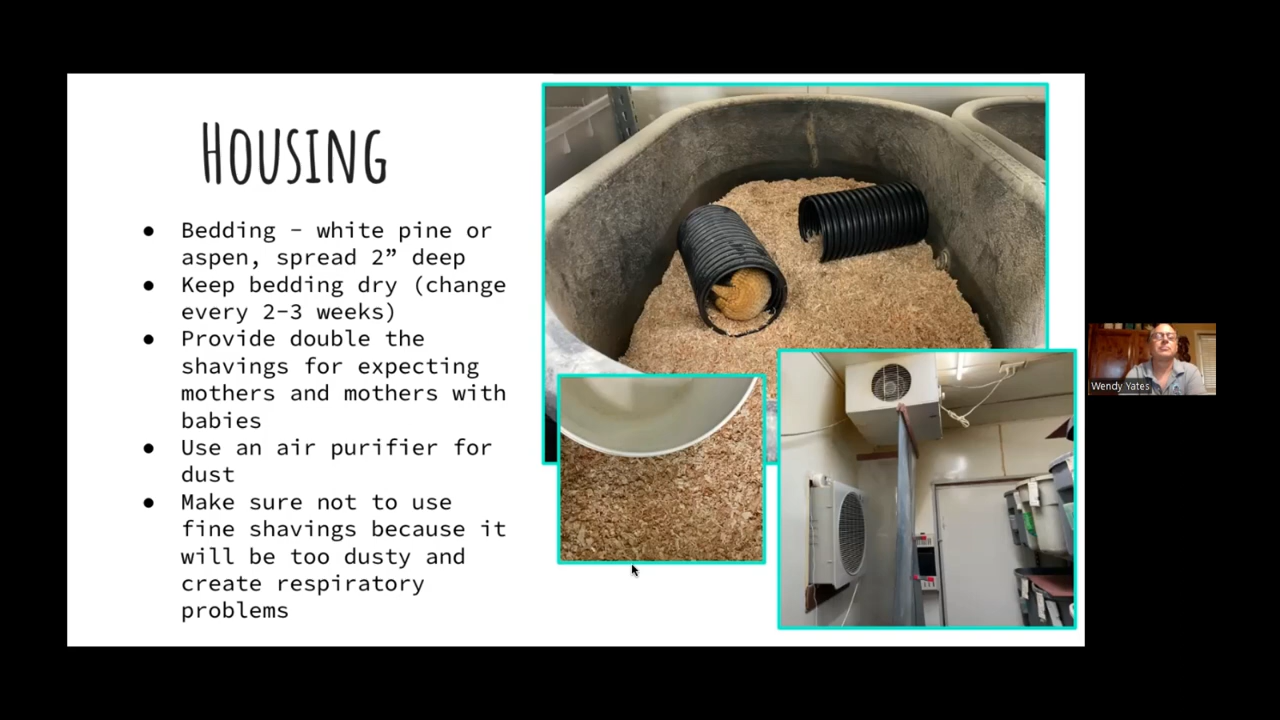 HOUSING
● Bedding - white pine or
aspen, spread 2” deep
● Keep bedding dry (change
every 2-3 weeks)
● Provide double the
shavings for expecting
mothers and mothers with
babies
● Use an air purifier for
dust
● Make sure not to use
fine shavings because it
will be too dusty and
create respiratory
problems
Wendy Yates